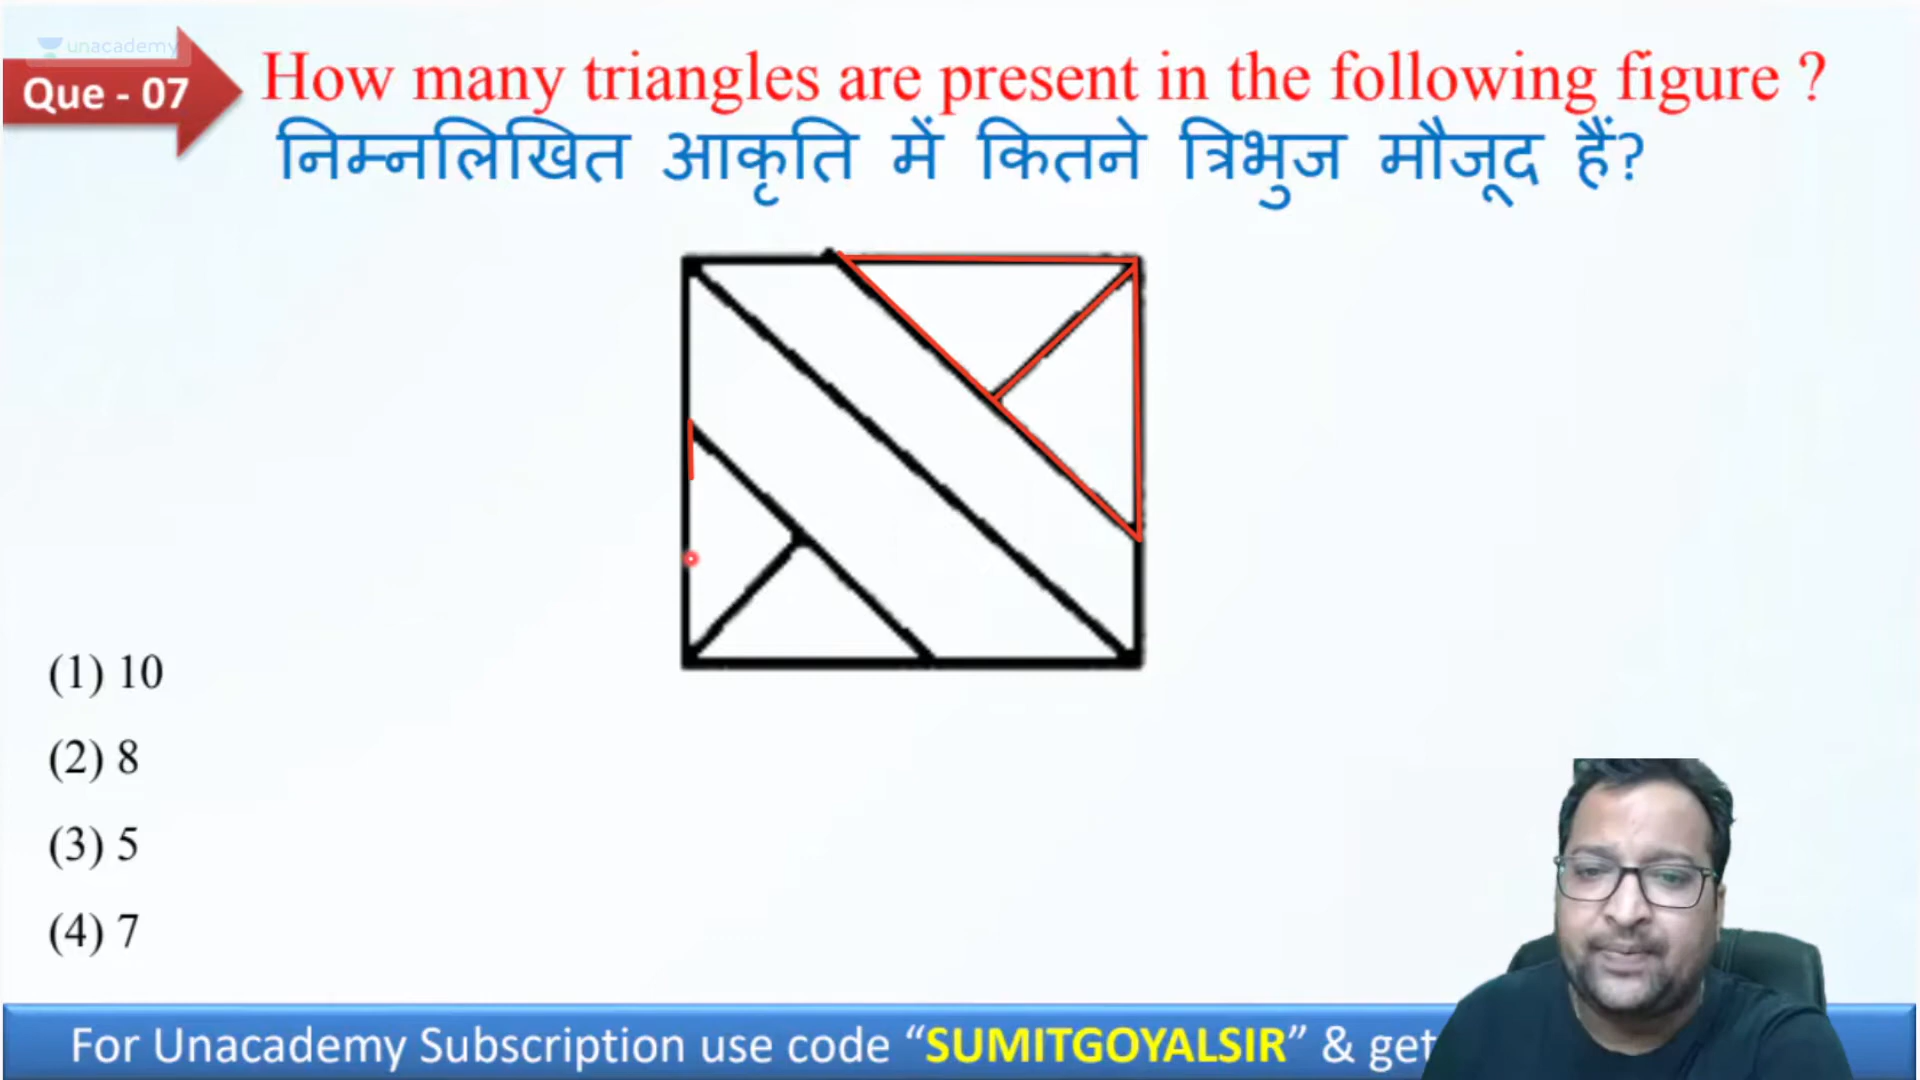 unacademy
Que - 07
How many triangles are present in the following figure ?
निम्नलिखित आकृति में कितने त्रिभुज मौजूद हैं?
(1) 10
(2) 8
(3) 5
(4) 7
For Unacademy Subscription use code “SUMITGOYALSIR” & get